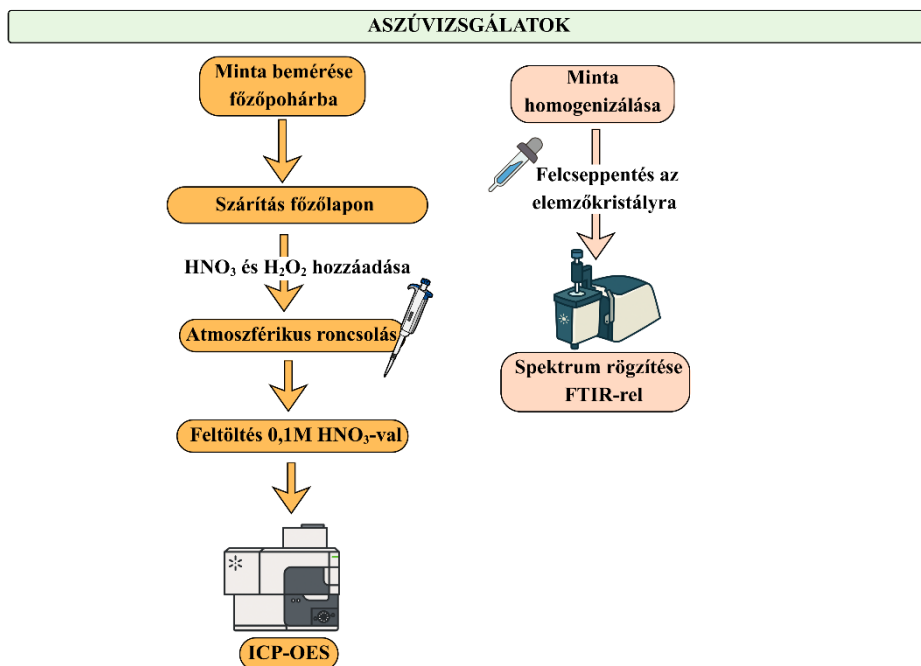 ASZÚVIZSGÁLATOK
Minta bemérése
főzőpohárba
Szárítás főzőlapon
HNO₃ és H₂O₂ hozzáadása
Atmoszférikus roncsolás
Feltöltés 0,1M HNO₃-val
ICP-OES
Minta
homogenizálása
Felcseppentés az
elemzőkristályra
Spektrum rögzítése
FTIR-rel